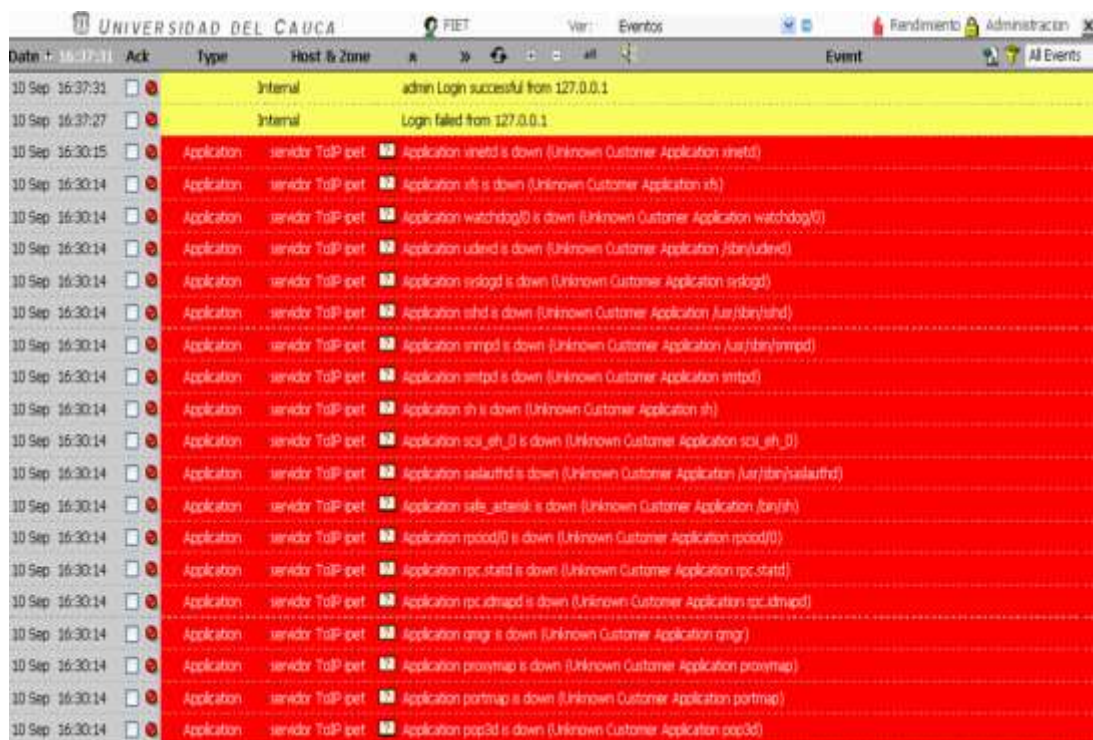 UNIVERSIDAD DEL CAUCA FIET Ver: Eventos Rendimiento Administracion X
Date 16:37:31 Ack Type Host & Zone all Event All Events
10 Sep 16:37:31 Internal admin Login successful from 127.0.0.1
10 Sep 16:37:27 Internal Login failed from 127.0.0.1
10 Sep 16:30:15 Application servidor ToIP ipet ? Application xinetd is down (Unknown Customer Application xinetd)
10 Sep 16:30:14 Application servidor ToIP ipet ? Application xfs is down (Unknown Customer Application xfs)
10 Sep 16:30:14 Application servidor ToIP ipet ? Application watchdog/0 is down (Unknown Customer Application watchdog/0)
10 Sep 16:30:14 Application servidor ToIP ipet ? Application udevd is down (Unknown Customer Application /sbin/udevd)
10 Sep 16:30:14 Application servidor ToIP ipet ? Application syslogd is down (Unknown Customer Application syslogd)
10 Sep 16:30:14 Application servidor ToIP ipet ? Application sshd is down (Unknown Customer Application /usr/sbin/sshd)
10 Sep 16:30:14 Application servidor ToIP ipet ? Application snmpd is down (Unknown Customer Application /usr/sbin/snmpd)
10 Sep 16:30:14 Application servidor ToIP ipet ? Application smtpd is down (Unknown Customer Application smtpd)
10 Sep 16:30:14 Application servidor ToIP ipet ? Application sh is down (Unknown Customer Application sh)
10 Sep 16:30:14 Application servidor ToIP ipet ? Application scsi_eh_0 is down (Unknown Customer Application scsi_eh_0)
10 Sep 16:30:14 Application servidor ToIP ipet ? Application saslauthd is down (Unknown Customer Application /usr/sbin/saslauthd)
10 Sep 16:30:14 Application servidor ToIP ipet ? Application safe_asterisk is down (Unknown Customer Application /bin/sh)
10 Sep 16:30:14 Application servidor ToIP ipet ? Application rpciod/0 is down (Unknown Customer Application rpciod/0)
10 Sep 16:30:14 Application servidor ToIP ipet ? Application rpc.statd is down (Unknown Customer Application rpc.statd)
10 Sep 16:30:14 Application servidor ToIP ipet ? Application rpc.idmapd is down (Unknown Customer Application rpc.idmapd)
10 Sep 16:30:14 Application servidor ToIP ipet ? Application qmgr is down (Unknown Customer Application qmgr)
10 Sep 16:30:14 Application servidor ToIP ipet ? Application proxymap is down (Unknown Customer Application proxymap)
10 Sep 16:30:14 Application servidor ToIP ipet ? Application portmap is down (Unknown Customer Application portmap)
10 Sep 16:30:14 Application servidor ToIP ipet ? Application pop3d is down (Unknown Customer Application pop3d)